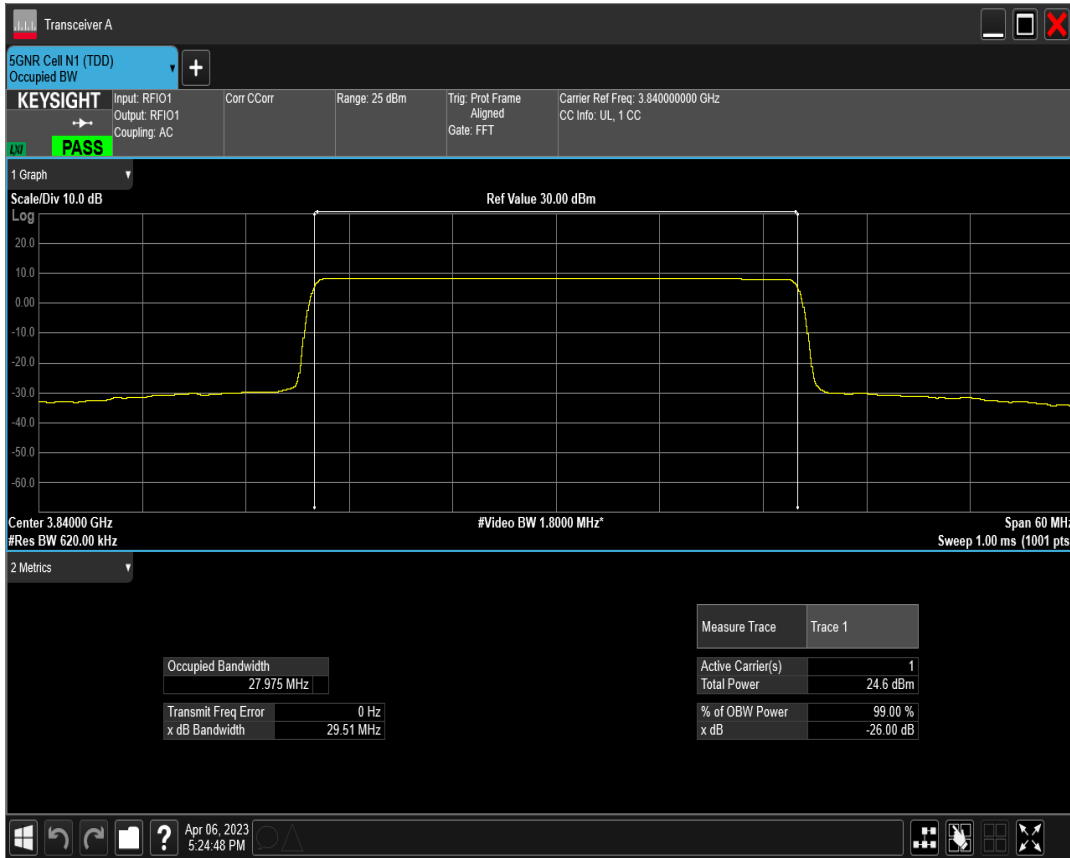 Transceiver A
5GNR Cell N1 (TDD)
Occupied BW
+
KEYSIGHT
LXI
PASS
Input: RFIO1
Output: RFIO1
Coupling: AC
Corr CCorr
Range: 25 dBm
Trig: Prot Frame
Aligned
Gate: FFT
Carrier Ref Freq: 3.840000000 GHz
CC Info: UL, 1 CC
1 Graph
Scale/Div 10.0 dB
Ref Value 30.00 dBm
Log
20.0
10.0
0.00
-10.0
-20.0
-30.0
-40.0
-50.0
-60.0
Center 3.84000 GHz
#Video BW 1.8000 MHz*
Span 60 MHz
#Res BW 620.00 kHz
Sweep 1.00 ms (1001 pts
2 Metrics
Measure Trace Trace 1
Occupied Bandwidth
27.975 MHz
Active Carrier(s) 1
Total Power 24.6 dBm
Transmit Freq Error 0 Hz
x dB Bandwidth 29.51 MHz
% of OBW Power 99.00 %
x dB -26.00 dB
?
Apr 06, 2023
5:24:48 PM